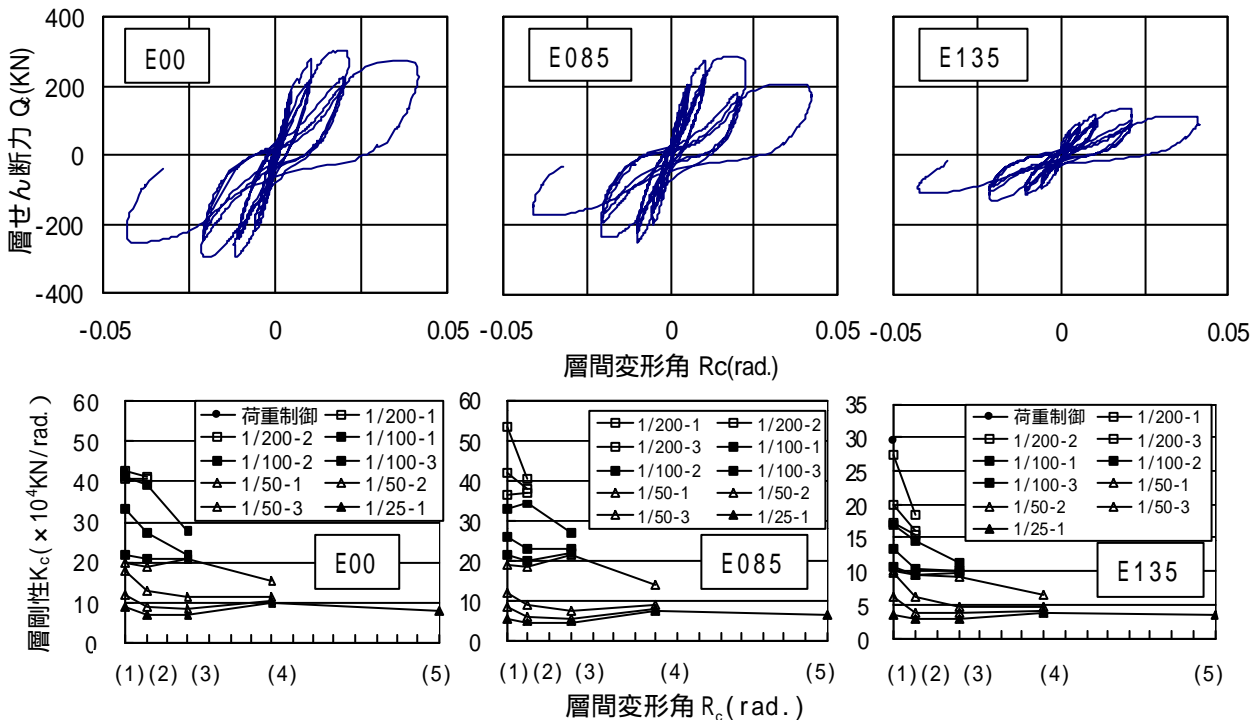 400
200
0
-200
-400
層せん断力 Qc(KN)
E00
E085
E135
-0.05 0 0.05 -0.05 0 0.05 -0.05 0 0.05
層間変形角 Rc(rad.)
層剛性Kc(×10⁴KN/rad.)
60
50
40
30
20
10
0
荷重制御 1/200-1
1/200-2 1/100-1
1/100-2 1/100-3
1/50-1 1/50-2
1/50-3 1/25-1
E00
(1) (2) (3) (4) (5)
60
50
40
30
20
10
0
1/200-1 1/200-2
1/200-3 1/100-1
1/100-2 1/100-3
1/50-1 1/50-2
1/50-3 1/25-1
E085
(1) (2) (3) (4) (5)
35
30
25
20
15
10
5
0
荷重制御 1/200-1
1/200-2 1/200-3
1/100-1 1/100-2
1/100-3 1/50-1
1/50-2 1/50-3
1/25-1
E135
(1) (2) (3) (4) (5)
層間変形角 Rc(rad.)